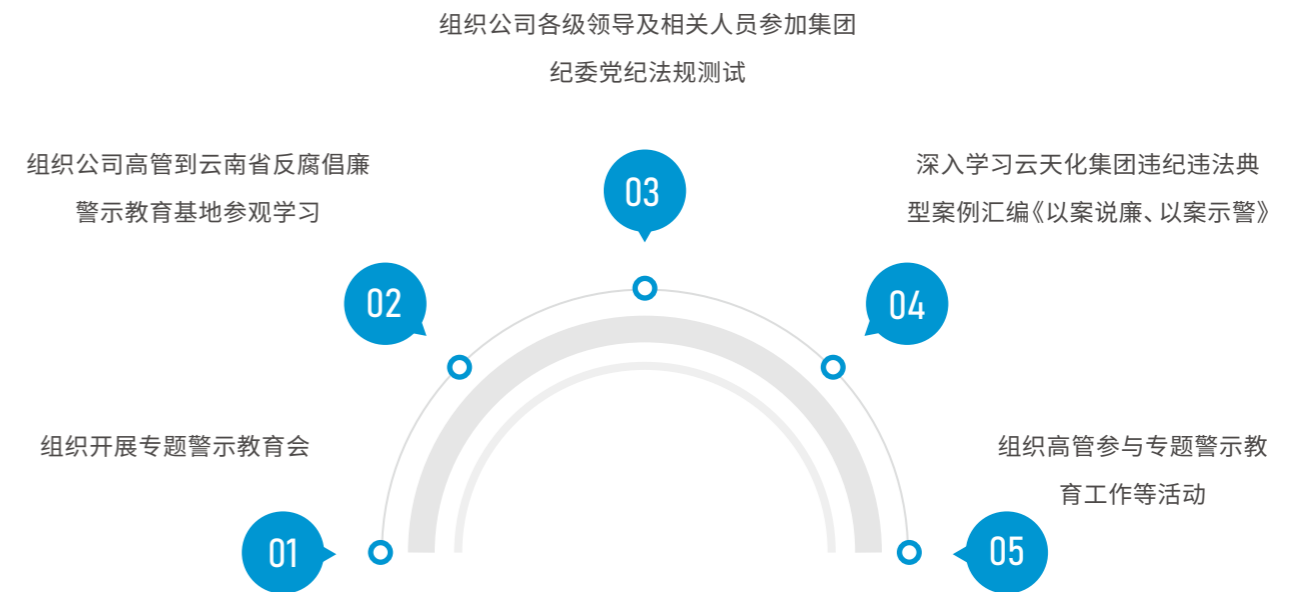 组织公司各级领导及相关人员参加集团
纪委党纪法规测试
组织公司高管到云南省反腐倡廉
警示教育基地参观学习
03
深入学习云天化集团违纪违法典
型案例汇编《以案说廉、以案示警》
02
04
组织开展专题警示教育会
组织高管参与专题警示教
育工作等活动
01
05